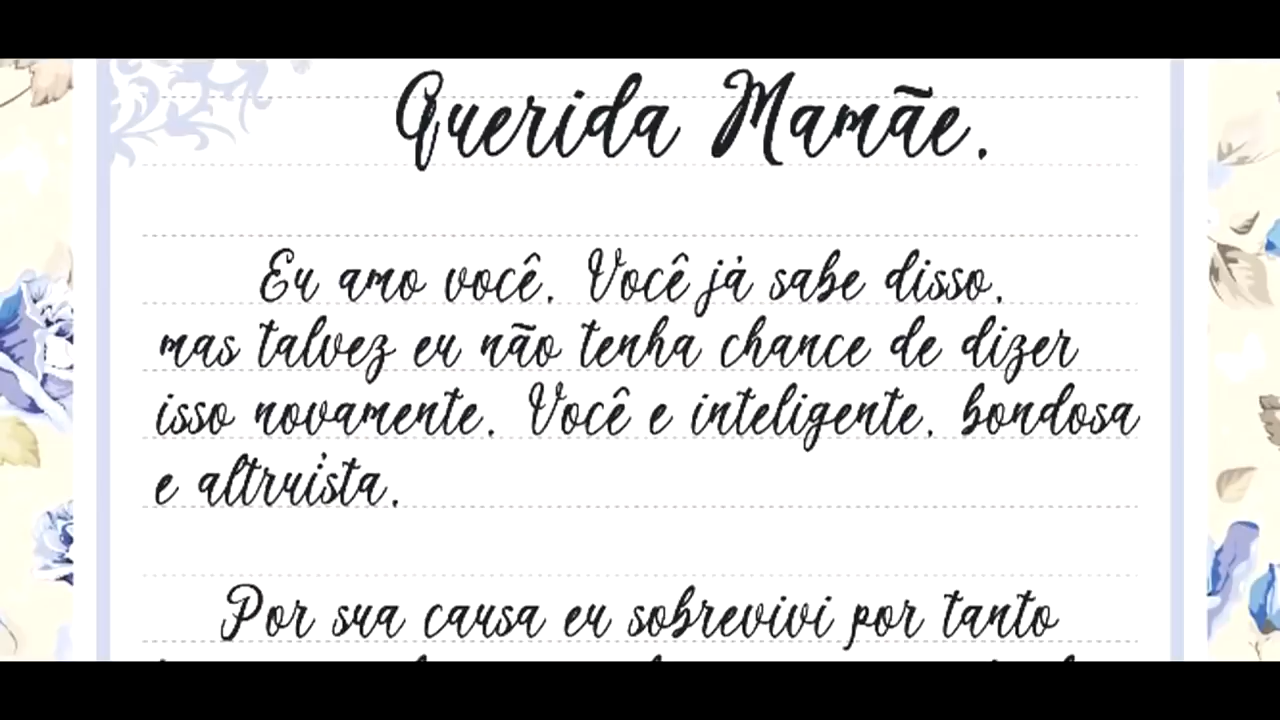 Querida Mamãe.
Eu amo você. Você já sabe disso,
mas talvez eu não tenha chance de dizer
isso novamente. Você e inteligente, bondosa
e altruísta.
Por sua causa eu sobrevivi por tanto